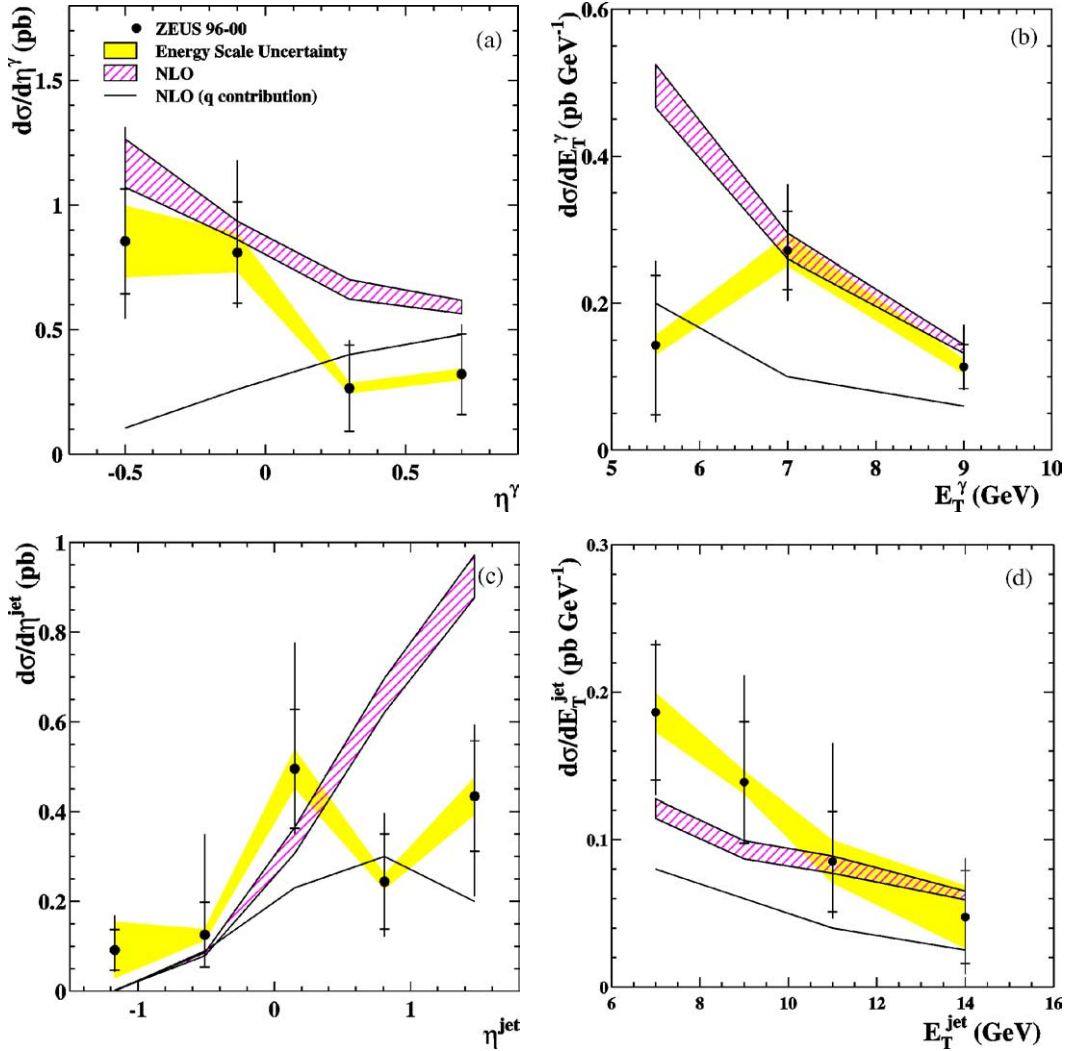 dσ/dη^γ (pb)
(a)
ZEUS 96-00
Energy Scale Uncertainty
NLO
NLO (q contribution)
1.5
1
0.5
0
-0.5 0 0.5
η^γ
dσ/dE_T^γ (pb GeV^-1)
(b)
0.6
0.4
0.2
0
5 6 7 8 9 10
E_T^γ (GeV)
dσ/dη^jet (pb)
(c)
1
0.8
0.6
0.4
0.2
0
-1 0 1
η^jet
dσ/dE_T^jet (pb GeV^-1)
(d)
0.3
0.2
0.1
0
6 8 10 12 14 16
E_T^jet (GeV)